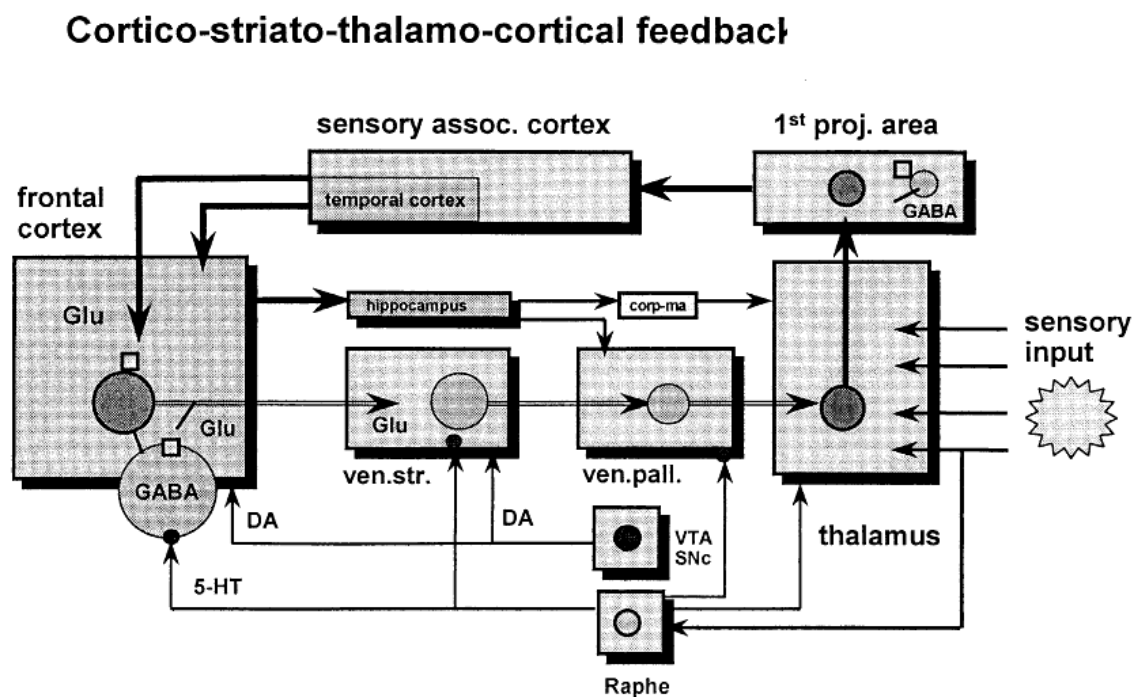 Cortico-striato-thalamo-cortical feedback
sensory assoc. cortex
1st proj. area
temporal cortex
GABA
frontal
cortex
Glu
hippocampus
corp-ma
sensory
input
Glu
Glu
GABA
ven.str.
ven.pall.
DA
DA
VTA
SNc
thalamus
5-HT
Raphe